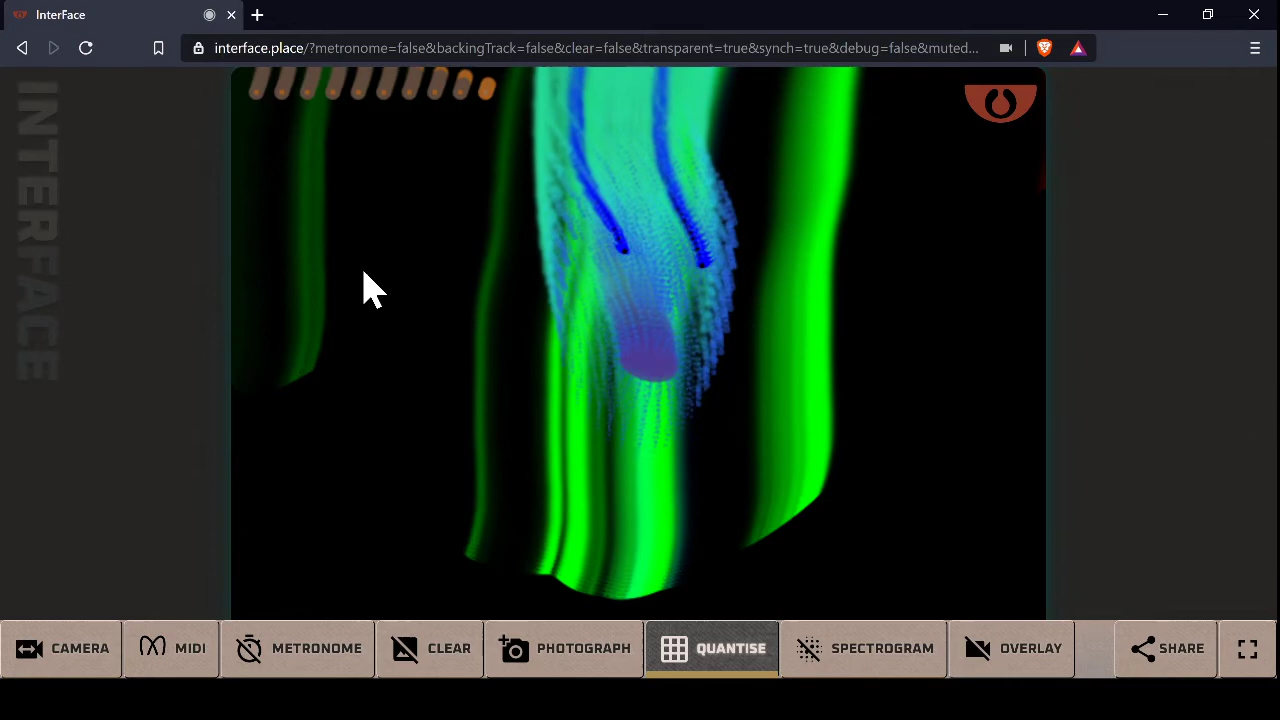 InterFace
interface.place/?metronome=false&backingTrack=false&clear=false&transparent=true&synch=true&debug=false&muted...
INTERFACE
CAMERA
MIDI
METRONOME
CLEAR
PHOTOGRAPH
QUANTISE
SPECTROGRAM
OVERLAY
SHARE